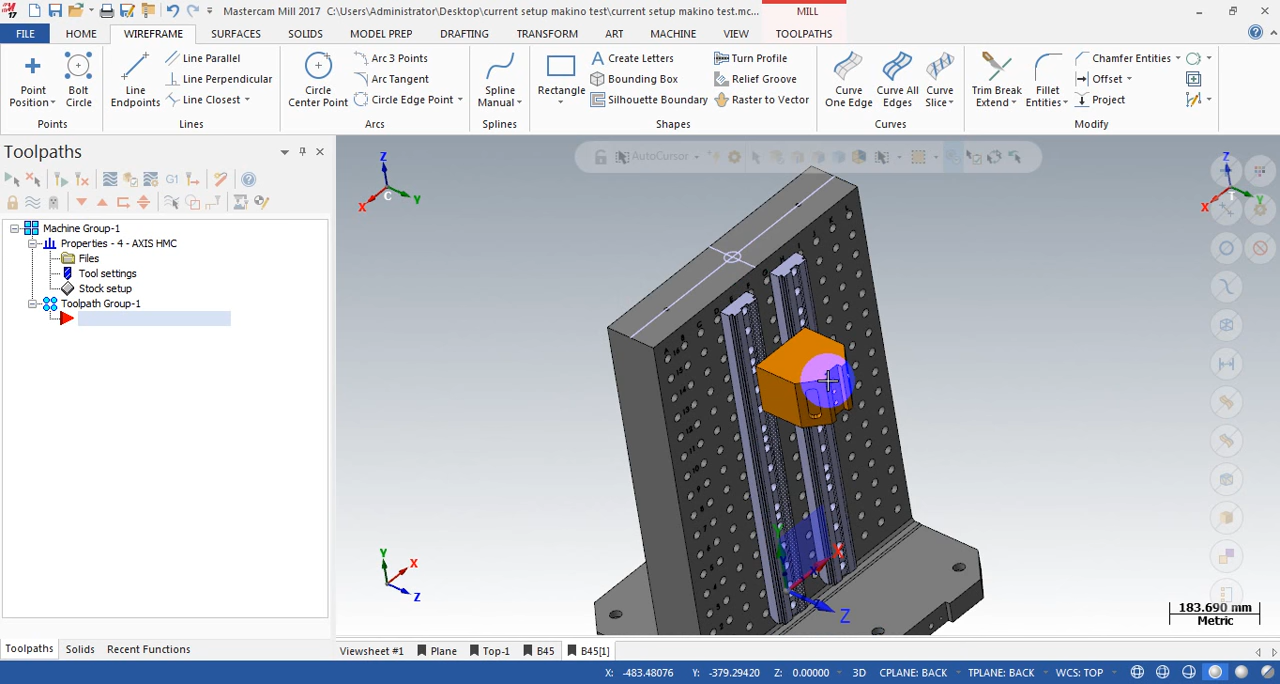 Mastercam Mill 2017 C:\Users\Administrator\Desktop\current setup makino test\current setup makino test.mc...
MILL
FILE HOME WIREFRAME SURFACES SOLIDS MODEL PREP DRAFTING TRANSFORM ART MACHINE VIEW TOOLPATHS
Point Position
Bolt Circle
Points
Line Endpoints
Line Parallel
Line Perpendicular
Line Closest
Lines
Circle Center Point
Arc 3 Points
Arc Tangent
Circle Edge Point
Arcs
Spline Manual
Splines
Rectangle
Create Letters
Bounding Box
Silhouette Boundary
Turn Profile
Relief Groove
Raster to Vector
Shapes
Curve One Edge
Curve All Edges
Curve Slice
Curves
Trim Break Extend
Fillet Entities
Chamfer Entities
Offset
Project
Modify
Toolpaths
G1
Machine Group-1
Properties - 4 - AXIS HMC
Files
Tool settings
Stock setup
Toolpath Group-1
AutoCursor
Z
X
Y
C
Z
X
Y
T
X
Z
Y
X
Z
183.690 mm
Metric
Toolpaths Solids Recent Functions
Viewsheet #1 Plane Top-1 B45 B45[1]
X: -483.48076 Y: -379.29420 Z: 0.00000 3D CPLANE: BACK TPLANE: BACK WCS: TOP